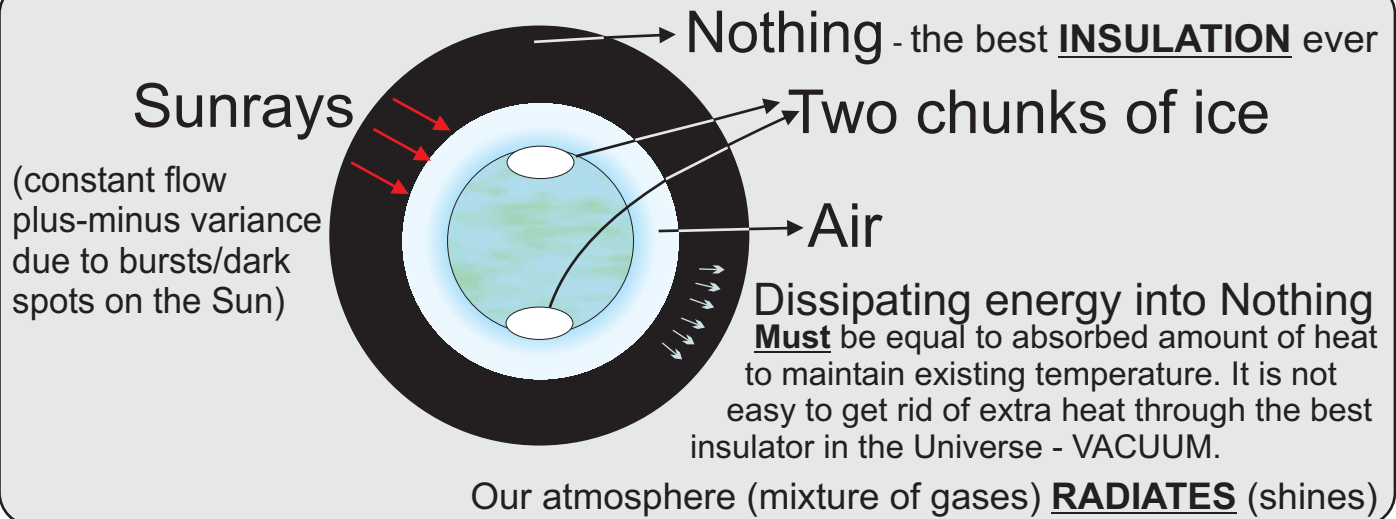 Nothing - the best INSULATION ever
Sunrays
Two chunks of ice
(constant flow
plus-minus variance
due to bursts/dark
spots on the Sun)
Air
Dissipating energy into Nothing
Must be equal to absorbed amount of heat
to maintain existing temperature. It is not
easy to get rid of extra heat through the best
insulator in the Universe - VACUUM.
Our atmosphere (mixture of gases) RADIATES (shines)